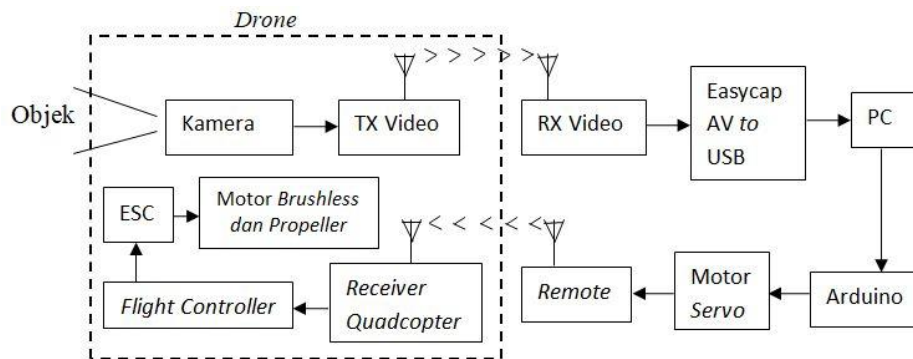 Drone
Objek
Kamera
TX Video
RX Video
Easycap
AV to
USB
PC
ESC
Motor Brushless
dan Propeller
Flight Controller
Receiver
Quadcopter
Remote
Motor
Servo
Arduino